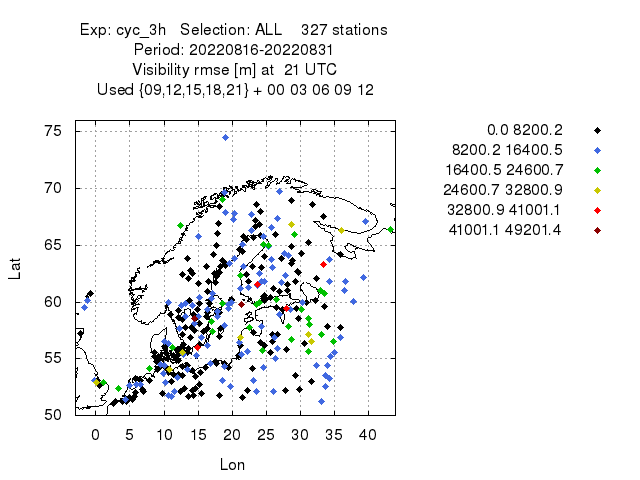 Exp: cyc_3h   Selection: ALL    327 stations
Period: 20220816-20220831
Visibility rmse [m] at  21 UTC
Used {09,12,15,18,21} + 00 03 06 09 12
0.0 8200.2
8200.2 16400.5
16400.5 24600.7
24600.7 32800.9
32800.9 41001.1
41001.1 49201.4
75
70
65
60
55
50
Lat
0 5 10 15 20 25 30 35 40
Lon